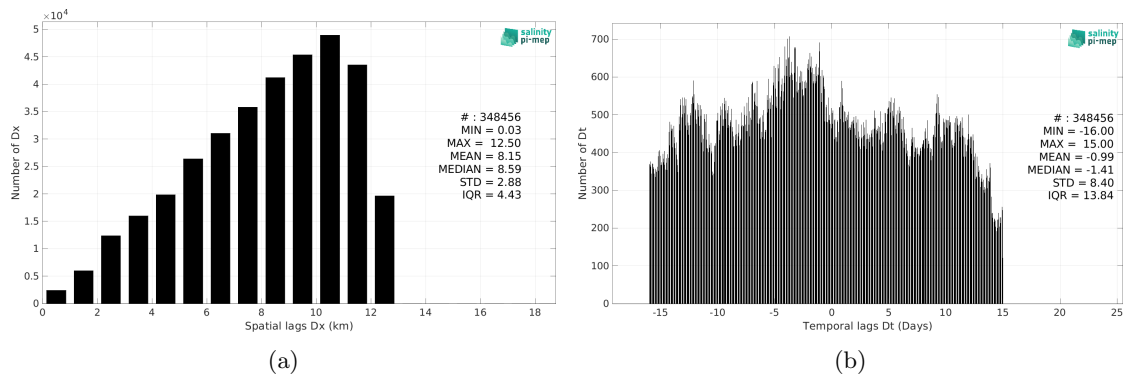 ×10⁴
5
4.5
4
3.5
3
2.5
2
1.5
1
0.5
0
Number of Dx
0 2 4 6 8 10 12 14 16 18
Spatial lags Dx (km)
salinity
pi-mep
# : 348456
MIN = 0.03
MAX = 12.50
MEAN = 8.15
MEDIAN = 8.59
STD = 2.88
IQR = 4.43
(a)
700
600
500
400
300
200
100
0
Number of Dt
-15 -10 -5 0 5 10 15 20 25
Temporal lags Dt (Days)
salinity
pi-mep
# : 348456
MIN = -16.00
MAX = 15.00
MEAN = -0.99
MEDIAN = -1.41
STD = 8.40
IQR = 13.84
(b)